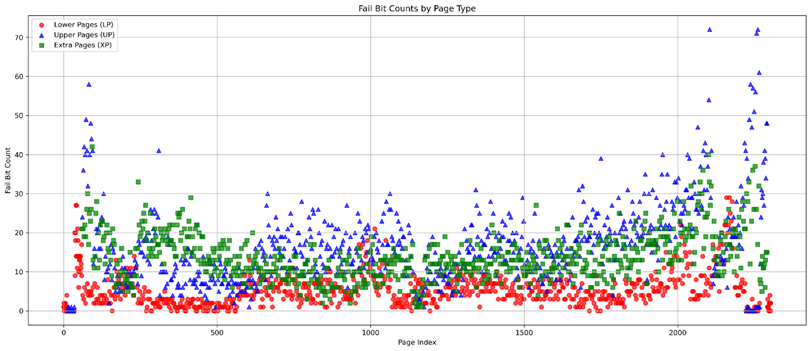 Fail Bit Counts by Page Type
Lower Pages (LP)
Upper Pages (UP)
Extra Pages (XP)
Fail Bit Count
70
60
50
40
30
20
10
0
0 500 1000 1500 2000
Page Index